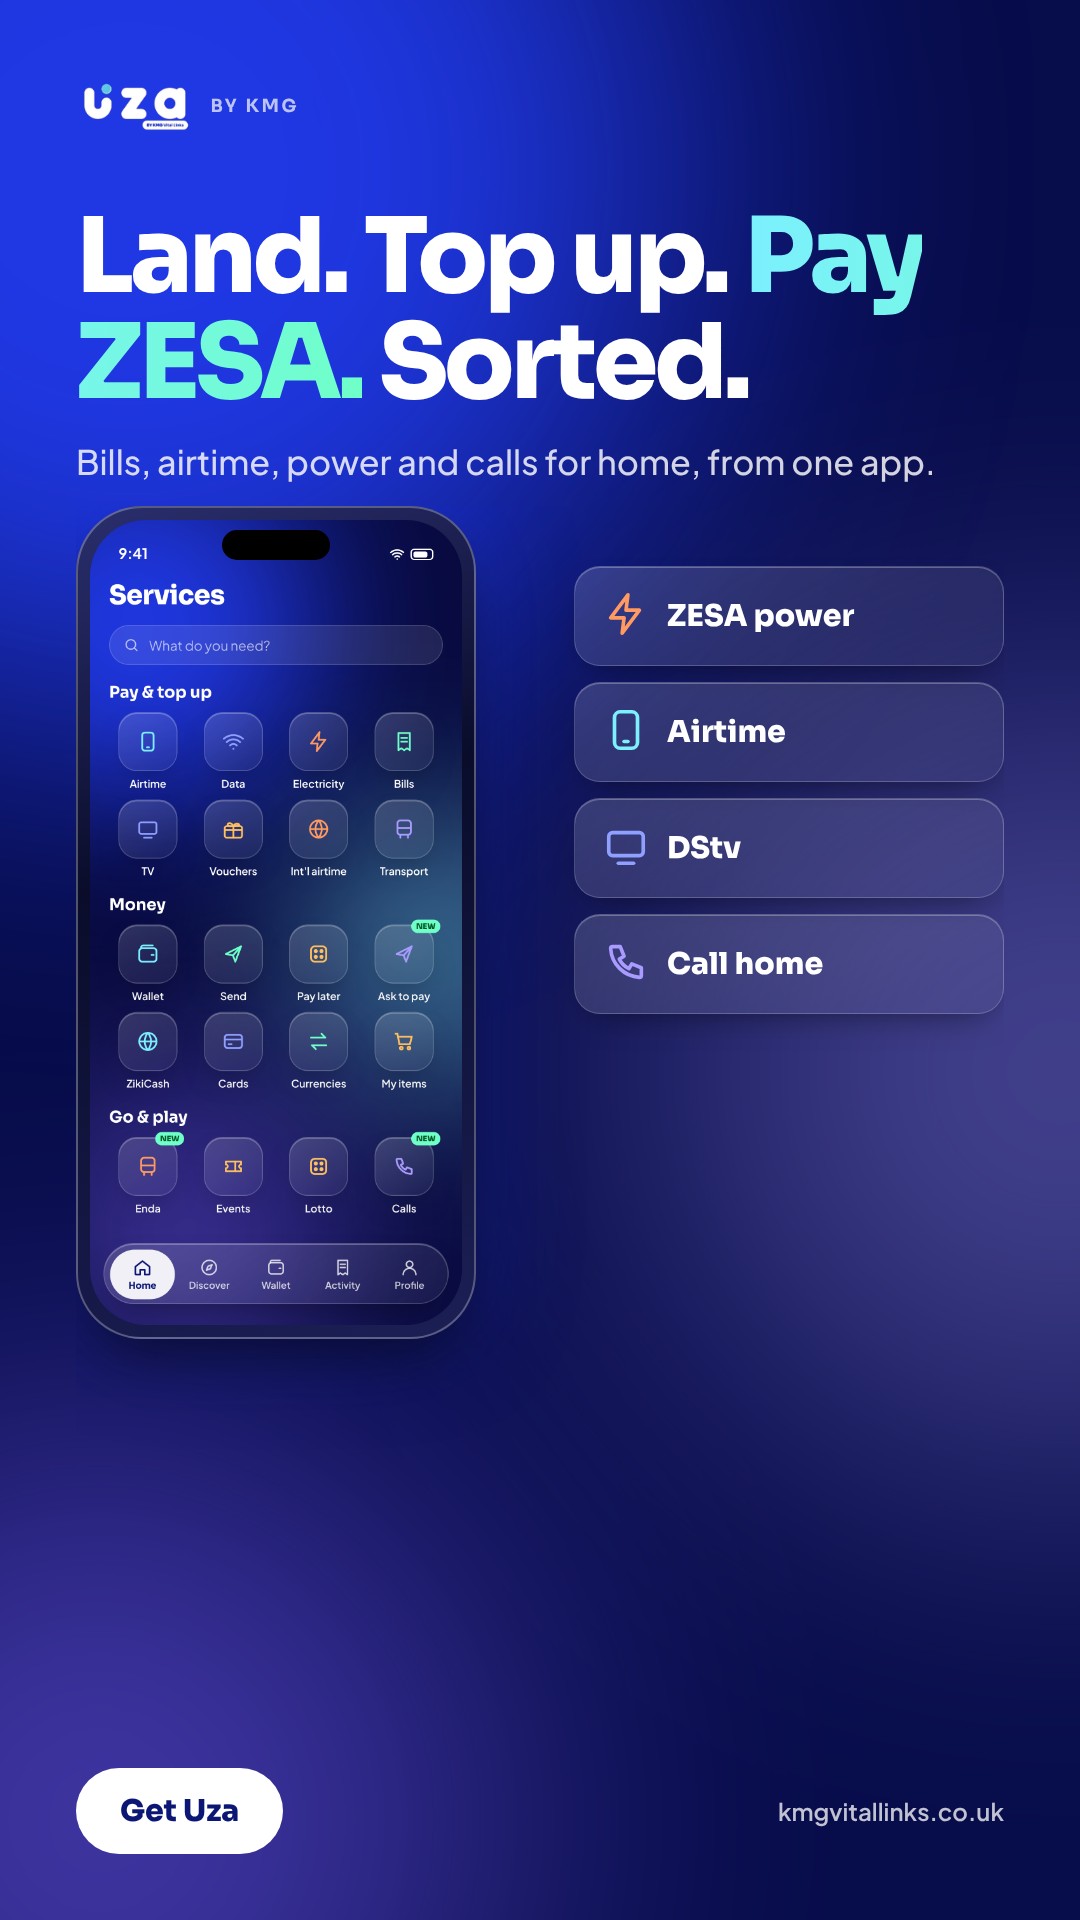 uza
BY KMG Vital Links
BY KMG
Land. Top up. Pay
ZESA. Sorted.
Bills, airtime, power and calls for home, from one app.
9:41
Services
What do you need?
Pay & top up
Airtime
Data
Electricity
Bills
TV
Vouchers
Int'l airtime
Transport
Money
NEW
Wallet
Send
Pay later
Ask to pay
ZikiCash
Cards
Currencies
My items
Go & play
NEW
NEW
Enda
Events
Lotto
Calls
Home
Discover
Wallet
Activity
Profile
ZESA power
Airtime
DStv
Call home
Get Uza
kmgvitallinks.co.uk